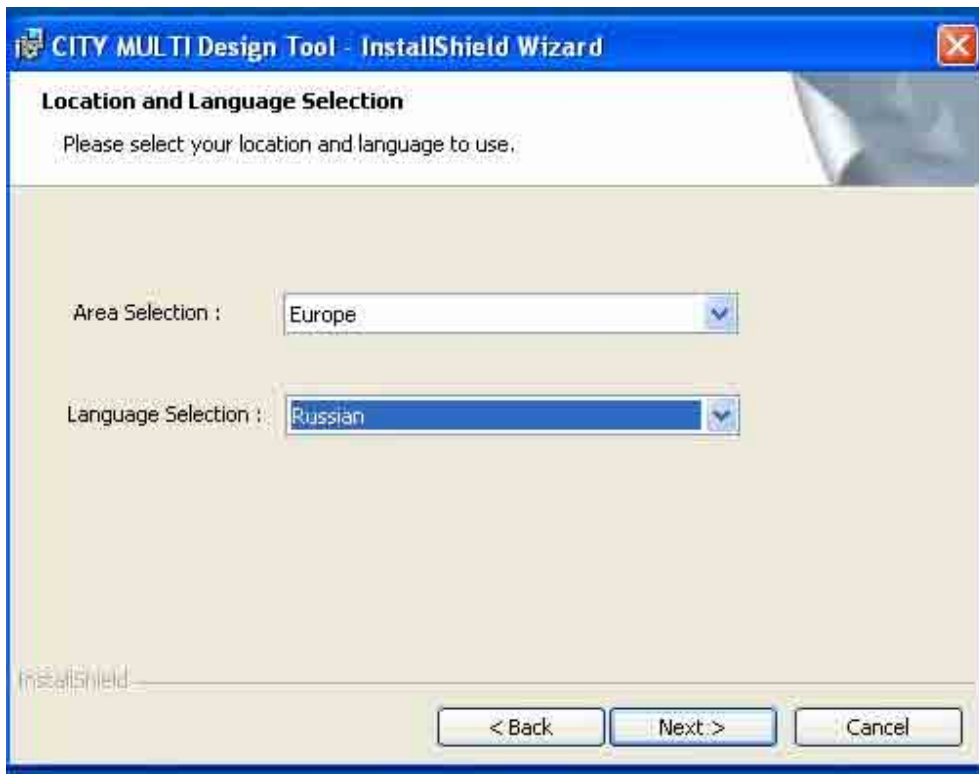 CITY MULTI Design Tool - InstallShield Wizard
Location and Language Selection
Please select your location and language to use.
Area Selection :
Europe
Language Selection :
Russian
InstallShield
< Back
Next >
Cancel